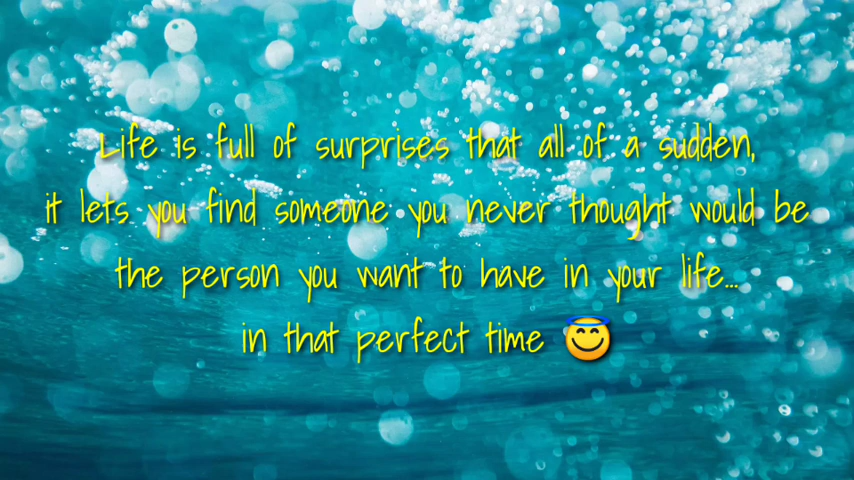 Life is full of surprises that all of a sudden,
it lets you find someone you never thought would be
the person you want to have in your life...
in that perfect time 😇